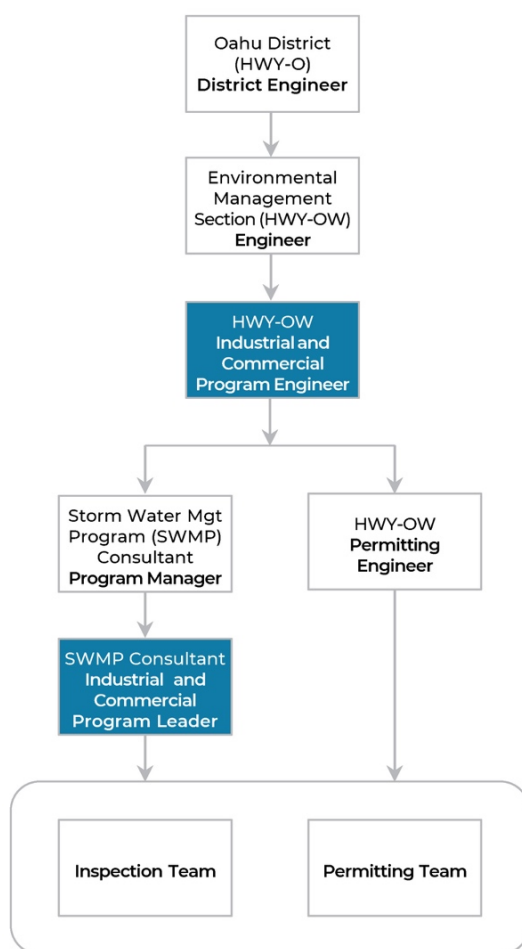 Oahu District
(HWY-O)
District Engineer
Environmental
Management
Section (HWY-OW)
Engineer
HWY-OW
Industrial and
Commercial
Program Engineer
Storm Water Mgt
Program (SWMP)
Consultant
Program Manager
HWY-OW
Permitting
Engineer
SWMP Consultant
Industrial and
Commercial
Program Leader
Inspection Team
Permitting Team